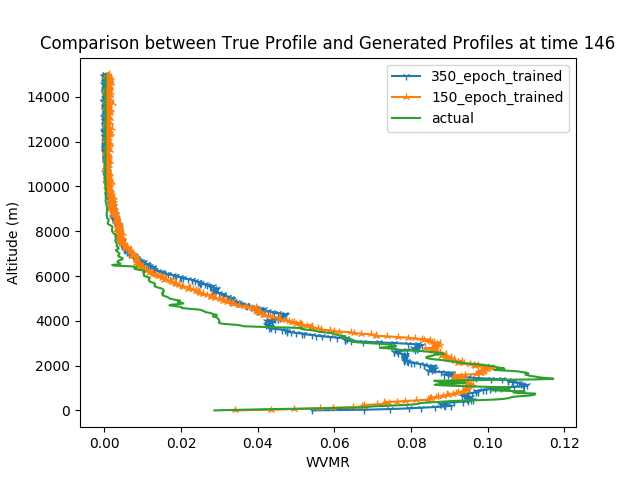 Comparison between True Profile and Generated Profiles at time 146
350_epoch_trained
150_epoch_trained
actual
Altitude (m)
14000
12000
10000
8000
6000
4000
2000
0
0.00 0.02 0.04 0.06 0.08 0.10 0.12
WVMR